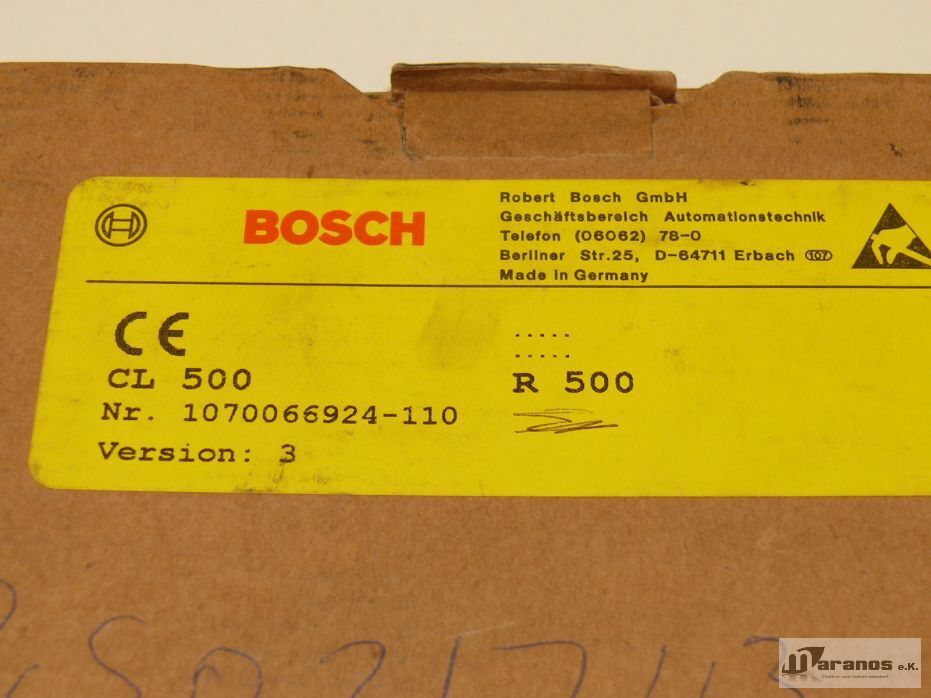 BOSCH
Robert Bosch GmbH
Geschäftsbereich Automationstechnik
Telefon (06062) 78-0
Berliner Str.25, D-64711 Erbach 107
Made in Germany
CE
.....
.....
CL 500
R 500
Nr. 1070066924-110
Version: 3
Maranos e.K.